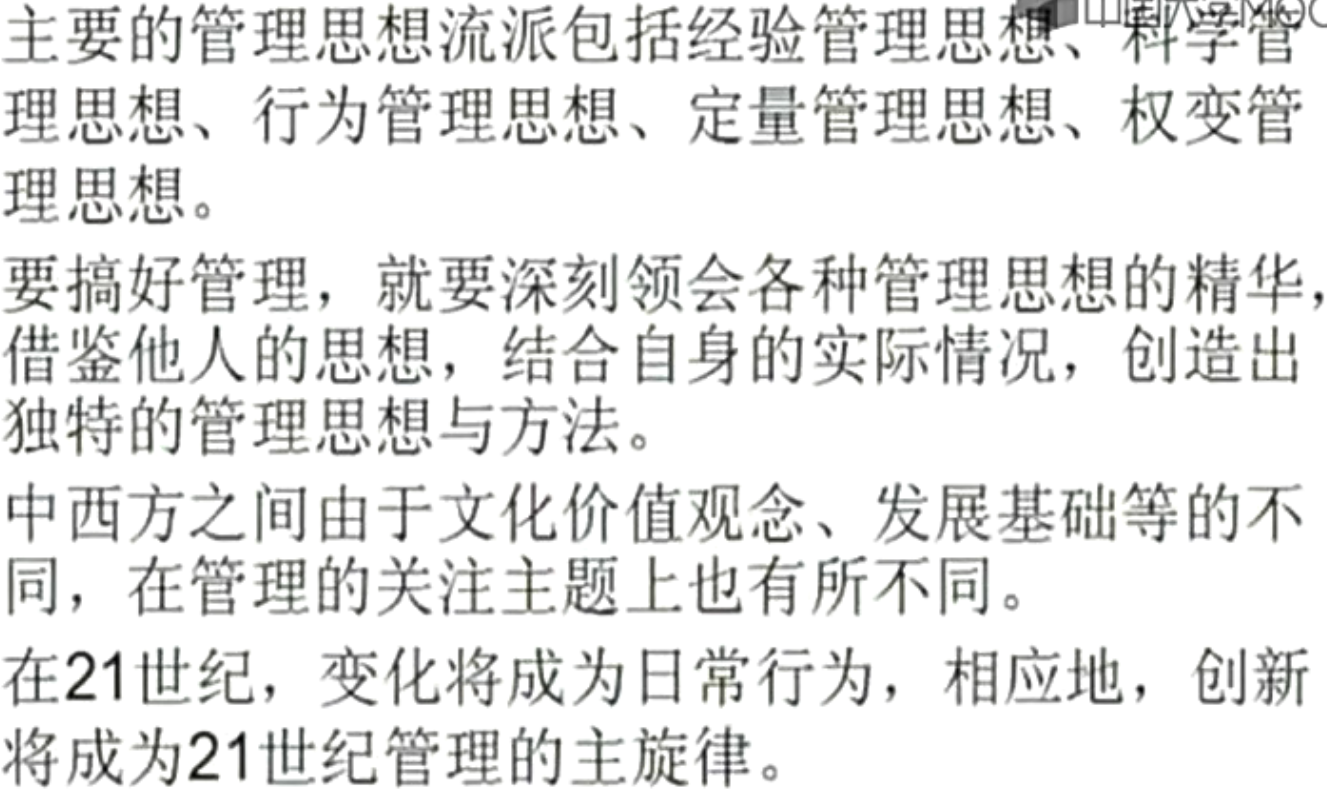 主要的管理思想流派包括经验管理思想、科学管
理思想、行为管理思想、定量管理思想、权变管
理思想。
要搞好管理，就要深刻领会各种管理思想的精华，
借鉴他人的思想，结合自身的实际情况，创造出
独特的管理思想与方法。
中西方之间由于文化价值观念、发展基础等的不
同，在管理的关注主题上也有所不同。
在21世纪，变化将成为日常行为，相应地，创新
将成为21世纪管理的主旋律。